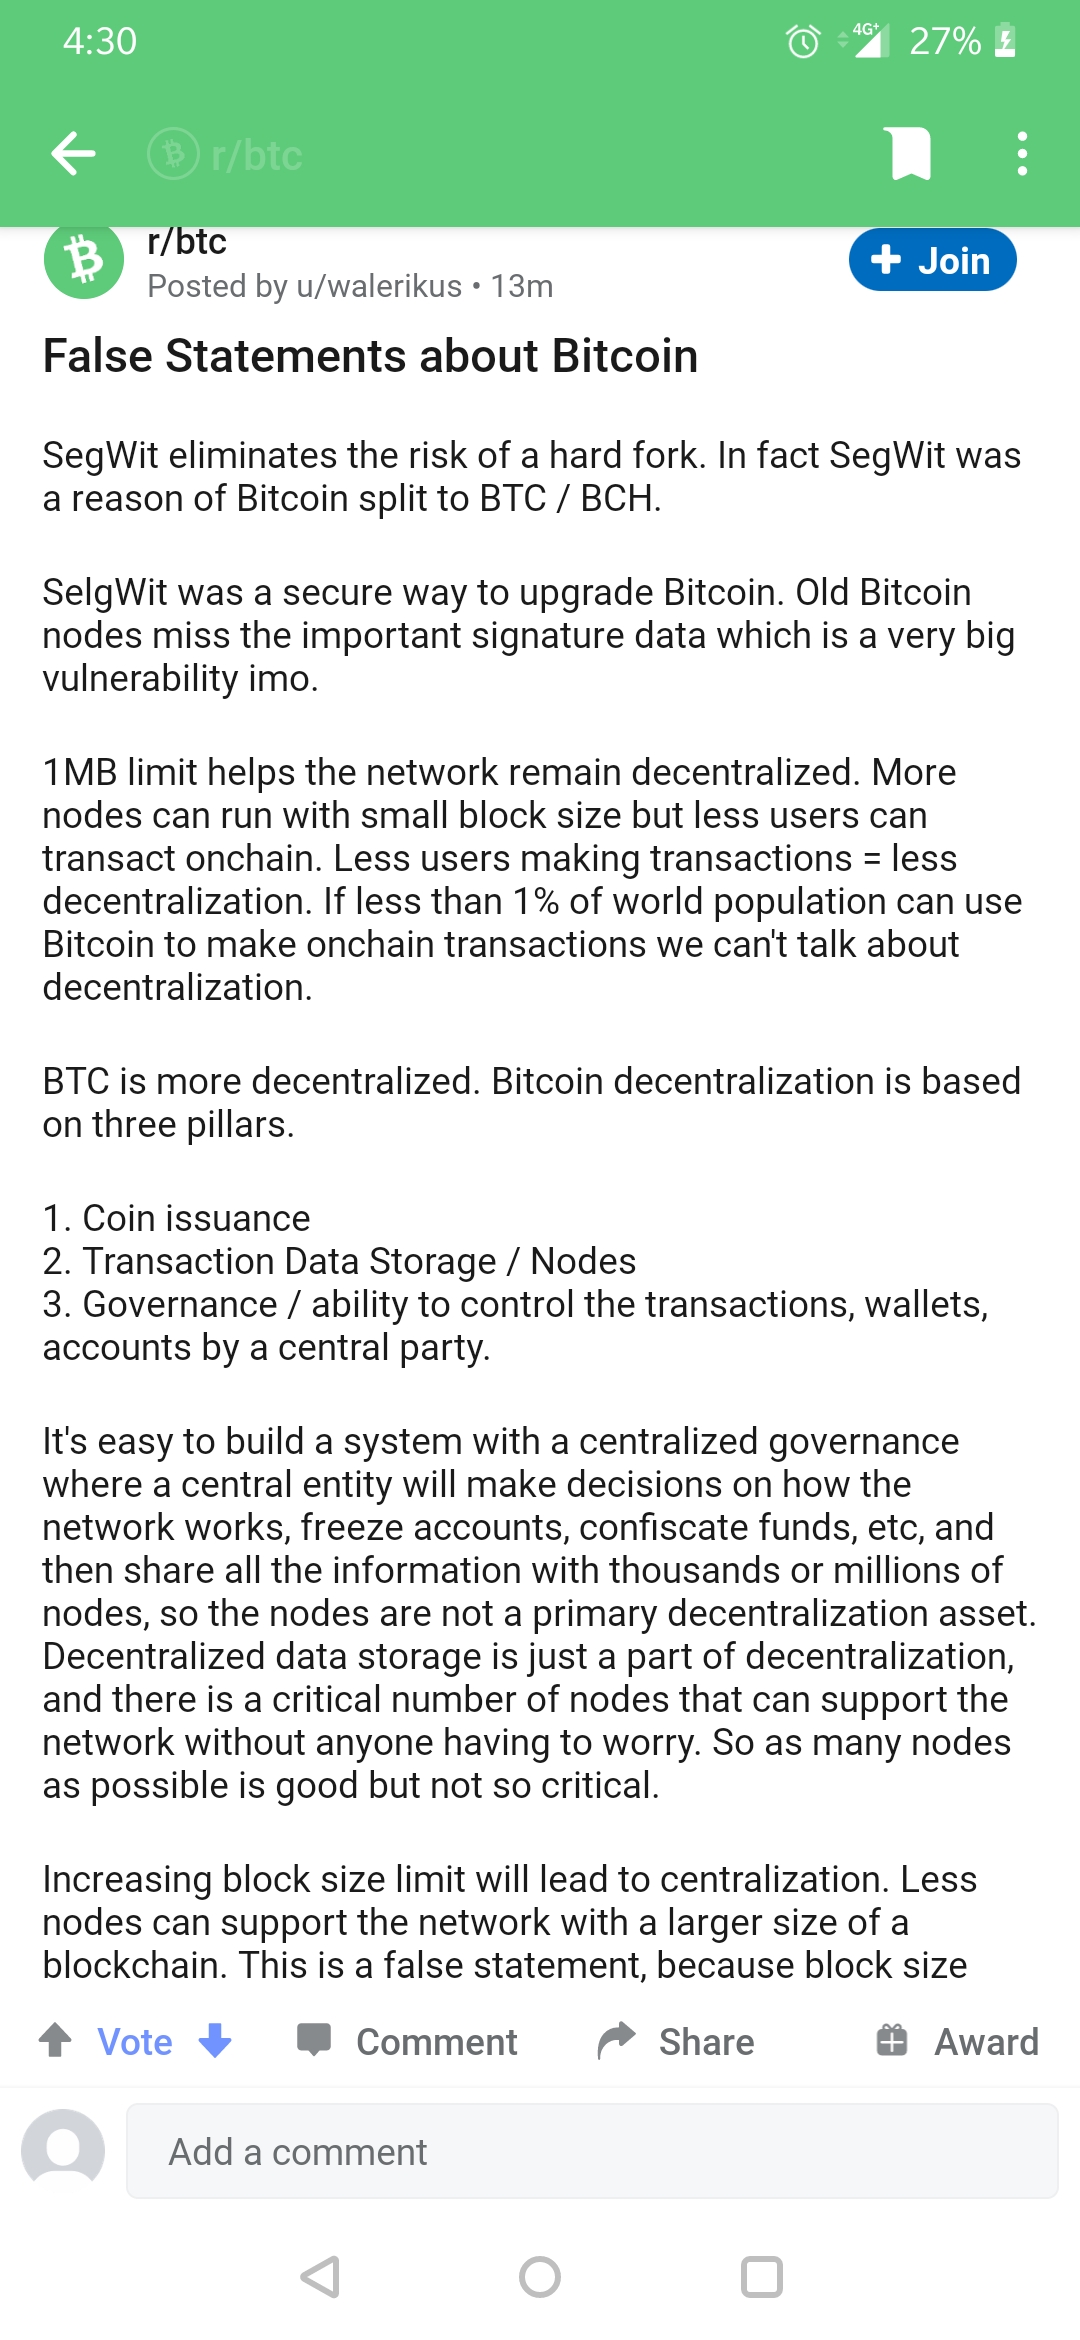 4:30
4G+
27%
r/btc
r/btc
Posted by u/walerikus • 13m
+ Join
False Statements about Bitcoin
SegWit eliminates the risk of a hard fork. In fact SegWit was
a reason of Bitcoin split to BTC / BCH.
SelgWit was a secure way to upgrade Bitcoin. Old Bitcoin
nodes miss the important signature data which is a very big
vulnerability imo.
1MB limit helps the network remain decentralized. More
nodes can run with small block size but less users can
transact onchain. Less users making transactions = less
decentralization. If less than 1% of world population can use
Bitcoin to make onchain transactions we can't talk about
decentralization.
BTC is more decentralized. Bitcoin decentralization is based
on three pillars.
1. Coin issuance
2. Transaction Data Storage / Nodes
3. Governance / ability to control the transactions, wallets,
accounts by a central party.
It's easy to build a system with a centralized governance
where a central entity will make decisions on how the
network works, freeze accounts, confiscate funds, etc, and
then share all the information with thousands or millions of
nodes, so the nodes are not a primary decentralization asset.
Decentralized data storage is just a part of decentralization,
and there is a critical number of nodes that can support the
network without anyone having to worry. So as many nodes
as possible is good but not so critical.
Increasing block size limit will lead to centralization. Less
nodes can support the network with a larger size of a
blockchain. This is a false statement, because block size
Vote
Comment
Share
Award
Add a comment